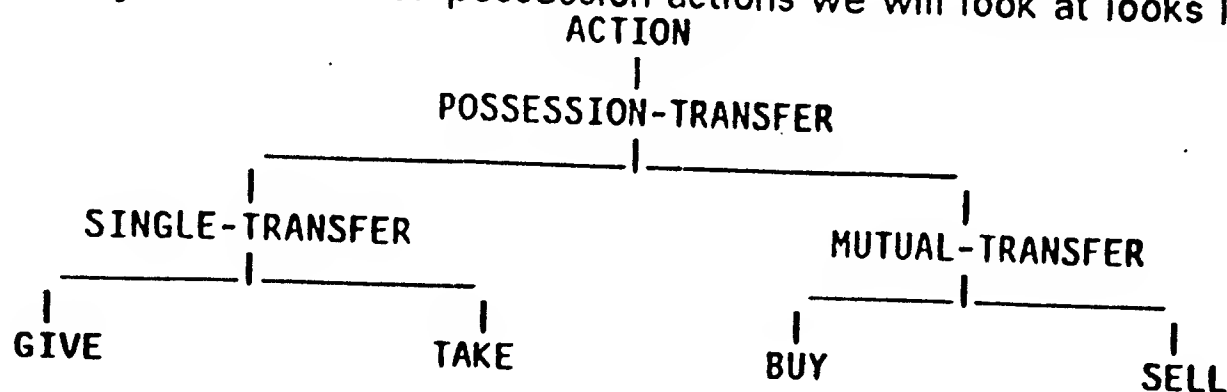 possession actions we will look at looks
ACTION
POSSESSION-TRANSFER
SINGLE-TRANSFER
MUTUAL-TRANSFER
GIVE
TAKE
BUY
SELL